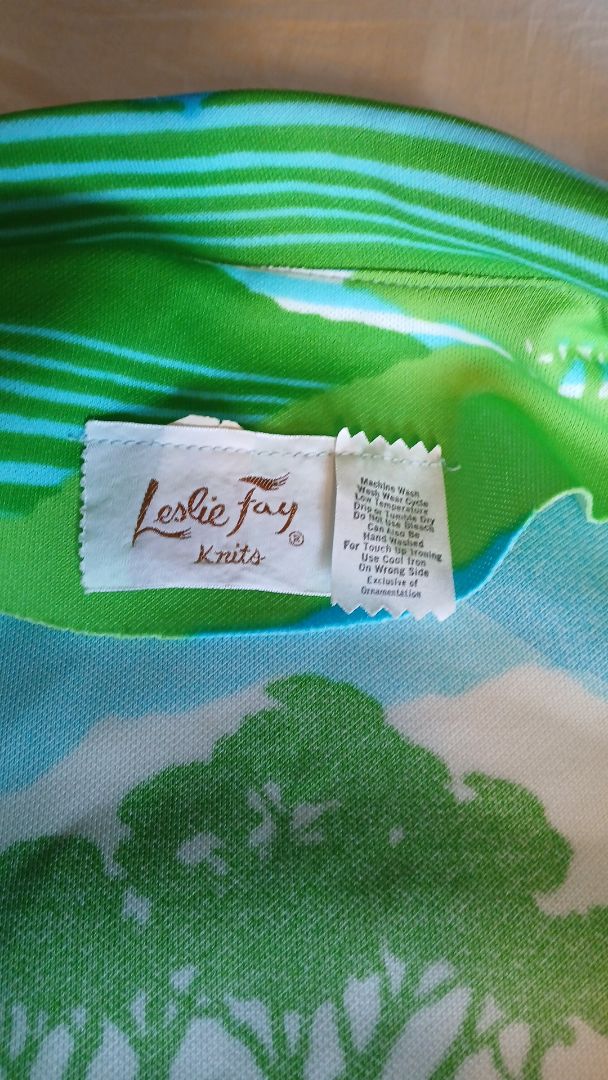 Leslie Fay
®
Knits
Machine Wash
Wash Wear Cycle
Low Temperature
Drip or Tumble Dry
Do Not Use Bleach
Can Also Be
Hand Washed
For Touch Up Ironing
Use Cool Iron
On Wrong Side
Exclusive of
Ornamentation